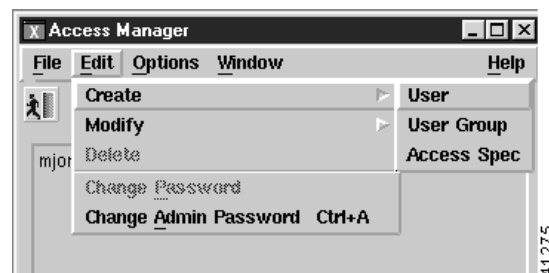 X Access Manager
File Edit Options Window Help
Create
User
Modify
User Group
Delete
Access Spec
mjor
Change Password
Change Admin Password Ctrl+A
11275